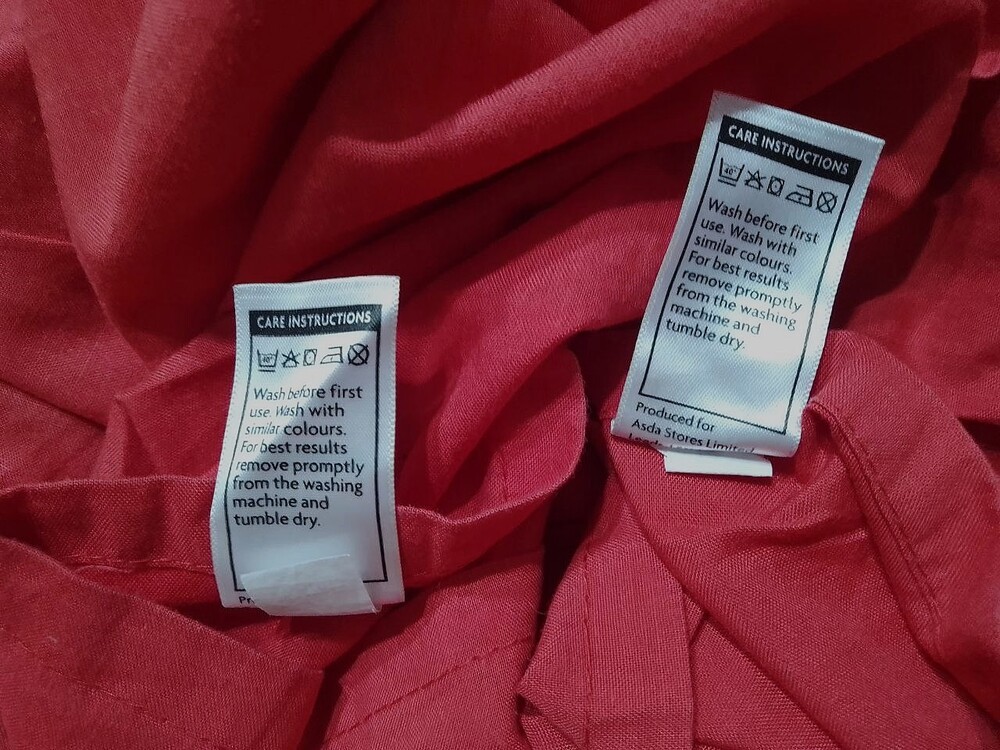 CARE INSTRUCTIONS
40°
Wash before first
use. Wash with
similar colours.
For best results
remove promptly
from the washing
machine and
tumble dry.
CARE INSTRUCTIONS
40°
Wash before first
use. Wash with
similar colours.
For best results
remove promptly
from the washing
machine and
tumble dry.
Produced for
Asda Stores Limited